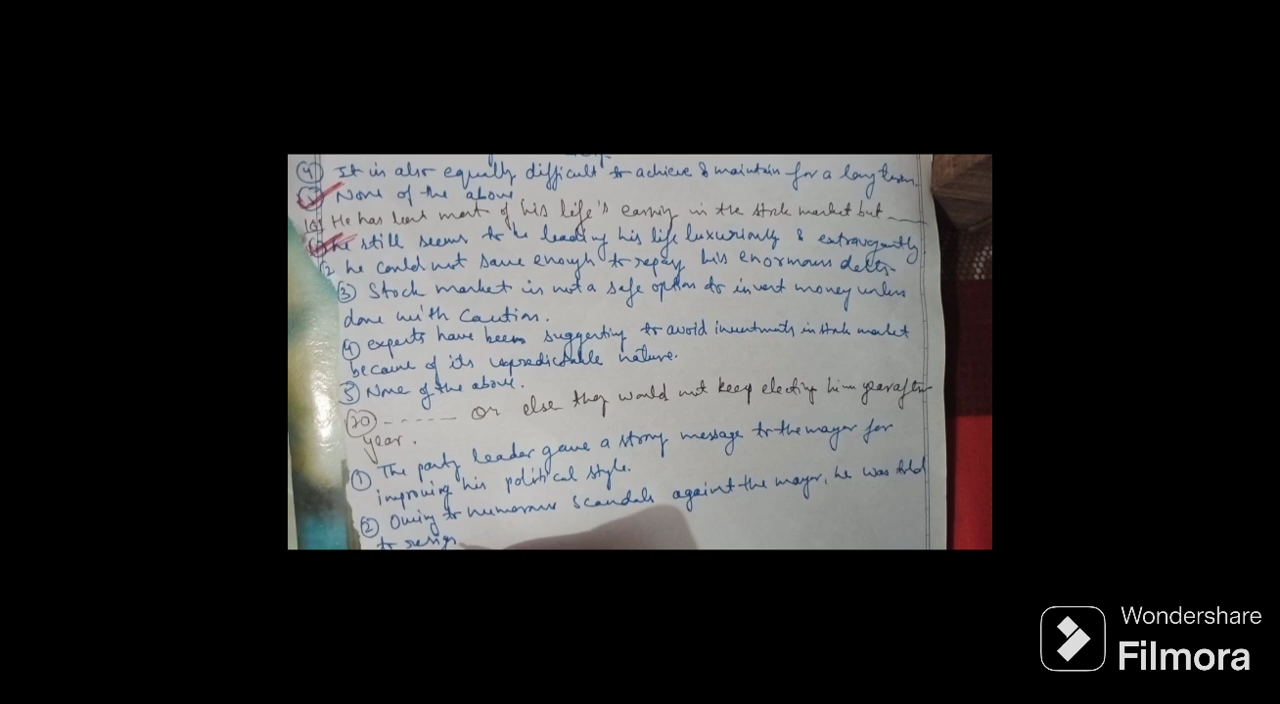 ④ It is also equally difficult to achieve & maintain for a long term.
None of the above
19) He has lost most of his life's earning in the stock market but ____
he still seems to be leading his life luxuriously & extravagantly
2 he could not save enough to repay his enormous debts.
③ Stock market is not a safe option to invest money unless
done with Caution.
④ experts have been suggesting to avoid investments in stock market
because of its unpredictable nature.
5) None of the above.
⑳ ------ Or else they would not keep electing him year after
year.
① The party leader gave a strong message to the mayor for
improving his political style.
② Owing to numerous scandals against the mayor, he was told
to resign
Wondershare
Filmora